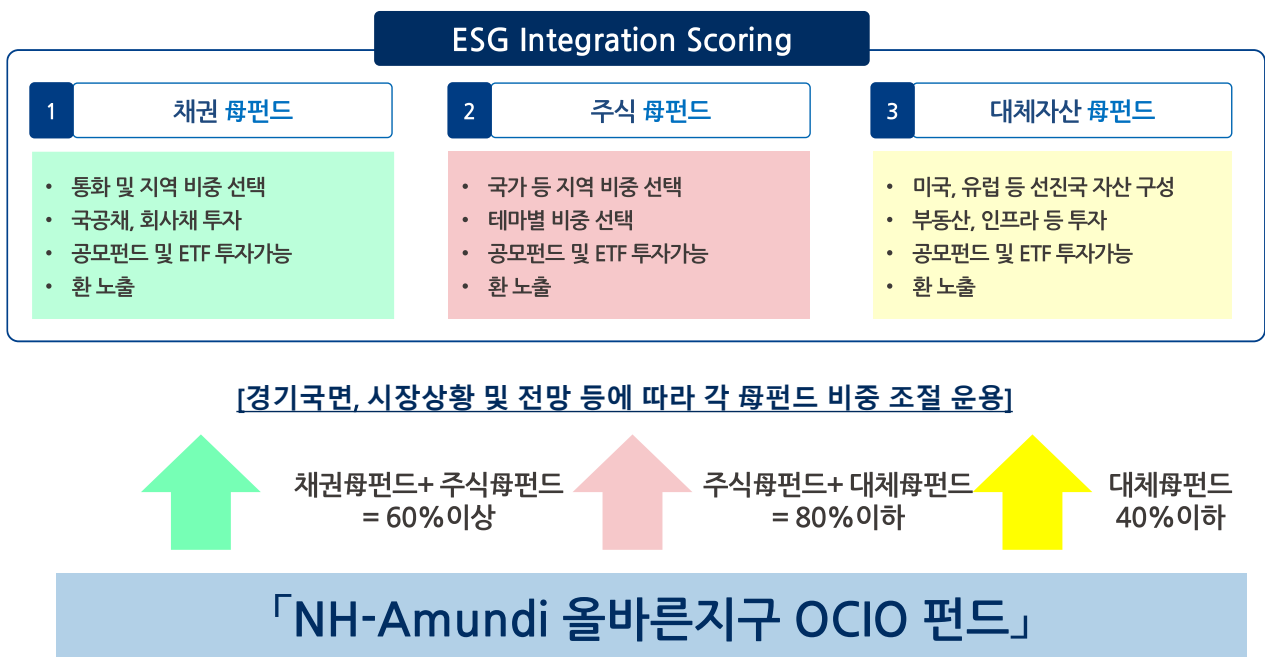 ESG Integration Scoring
1
채권 母펀드
• 통화 및 지역 비중 선택
• 국공채, 회사채 투자
• 공모펀드 및 ETF 투자가능
• 환 노출
2
주식 母펀드
• 국가 등 지역 비중 선택
• 테마별 비중 선택
• 공모펀드 및 ETF 투자가능
• 환 노출
3
대체자산 母펀드
• 미국, 유럽 등 선진국 자산 구성
• 부동산, 인프라 등 투자
• 공모펀드 및 ETF 투자가능
• 환 노출
[경기국면, 시장상황 및 전망 등에 따라 각 母펀드 비중 조절 운용]
채권母펀드+ 주식母펀드
= 60%이상
주식母펀드+ 대체母펀드
= 80%이하
대체母펀드
40%이하
「NH-Amundi 올바른지구 OCIO 펀드」